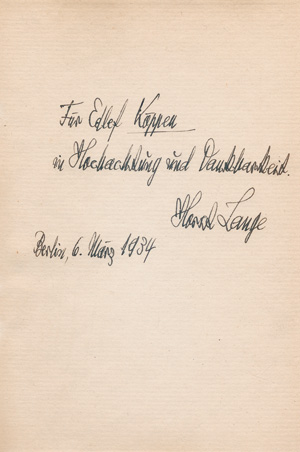 Für Edlef Köppen
in Hochachtung und Dankbarkeit.
Horst Lange
Berlin, 6. März 1934